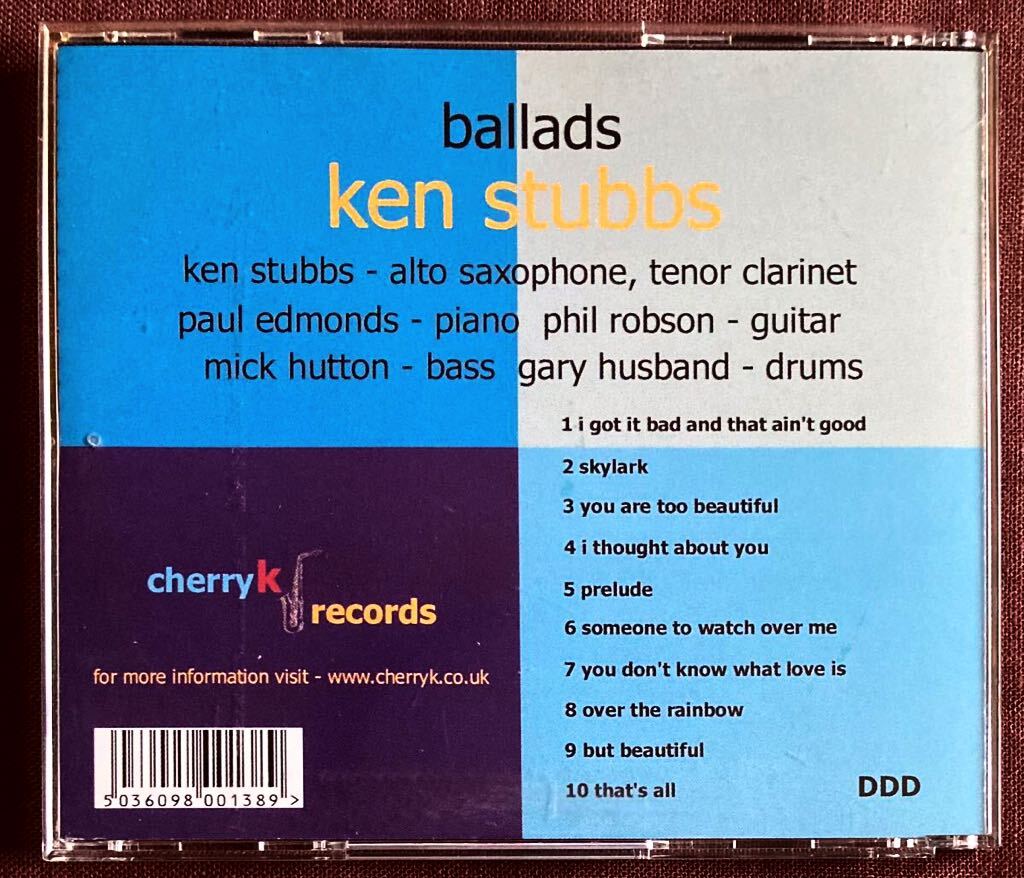 ballads
ken stubbs
ken stubbs - alto saxophone, tenor clarinet
paul edmonds - piano phil robson - guitar
mick hutton - bass gary husband - drums
1 i got it bad and that ain't good
2 skylark
3 you are too beautiful
4 i thought about you
5 prelude
6 someone to watch over me
7 you don't know what love is
8 over the rainbow
9 but beautiful
10 that's all
DDD
cherryk
records
for more information visit - www.cherryk.co.uk
5 036098 001389 >